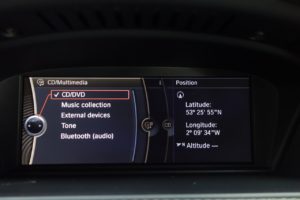 CD/Multimedia
CD/DVD
Music collection
External devices
Tone
Bluetooth (audio)
CD
Position
Latitude:
53° 25' 55"N
Longitude:
2° 09' 34"W
Altitude ---